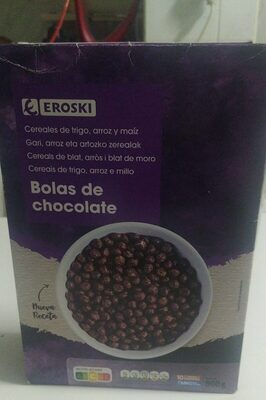 EROSKI
Cereales de trigo, arroz y maíz
Gari, arroz eta artozko zerealak
Cereais de blat, arròs i blat de moro
Cereais de trigo, arroz e millo
Bolas de
chocolate
Nueva
Receta